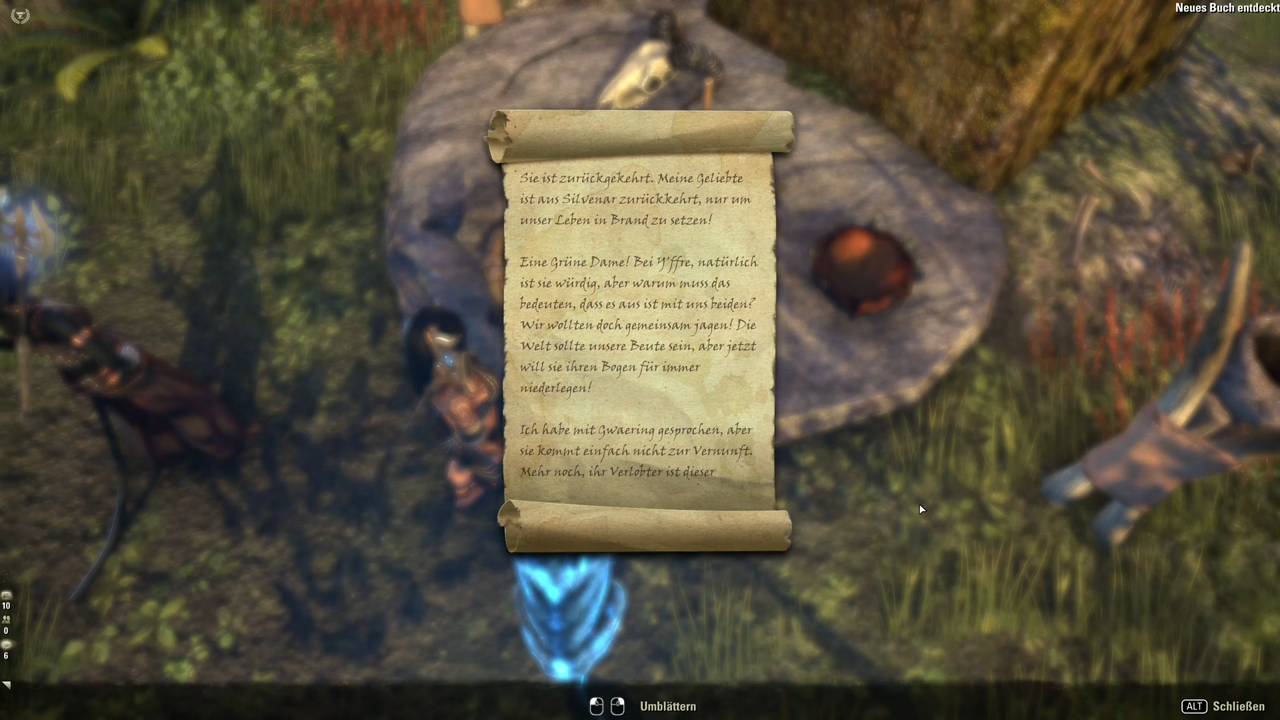 Neues Buch entdeckt
Sie ist zurückgekehrt. Meine Geliebte
ist aus Silvenar zurückkehrt, nur um
unser Leben in Brand zu setzen!
Eine Grüne Dame! Bei Y'ffre, natürlich
ist sie würdig, aber warum muss das
bedeuten, dass es aus ist mit uns beiden?
Wir wollten doch gemeinsam jagen! Die
Welt sollte unsere Beute sein, aber jetzt
will sie ihren Bogen für immer
niederlegen!
Ich habe mit Gwaering gesprochen, aber
sie kommt einfach nicht zur Vernunft.
Mehr noch, ihr Verlobter ist dieser
10
0
6
Umblättern
ALT Schließen